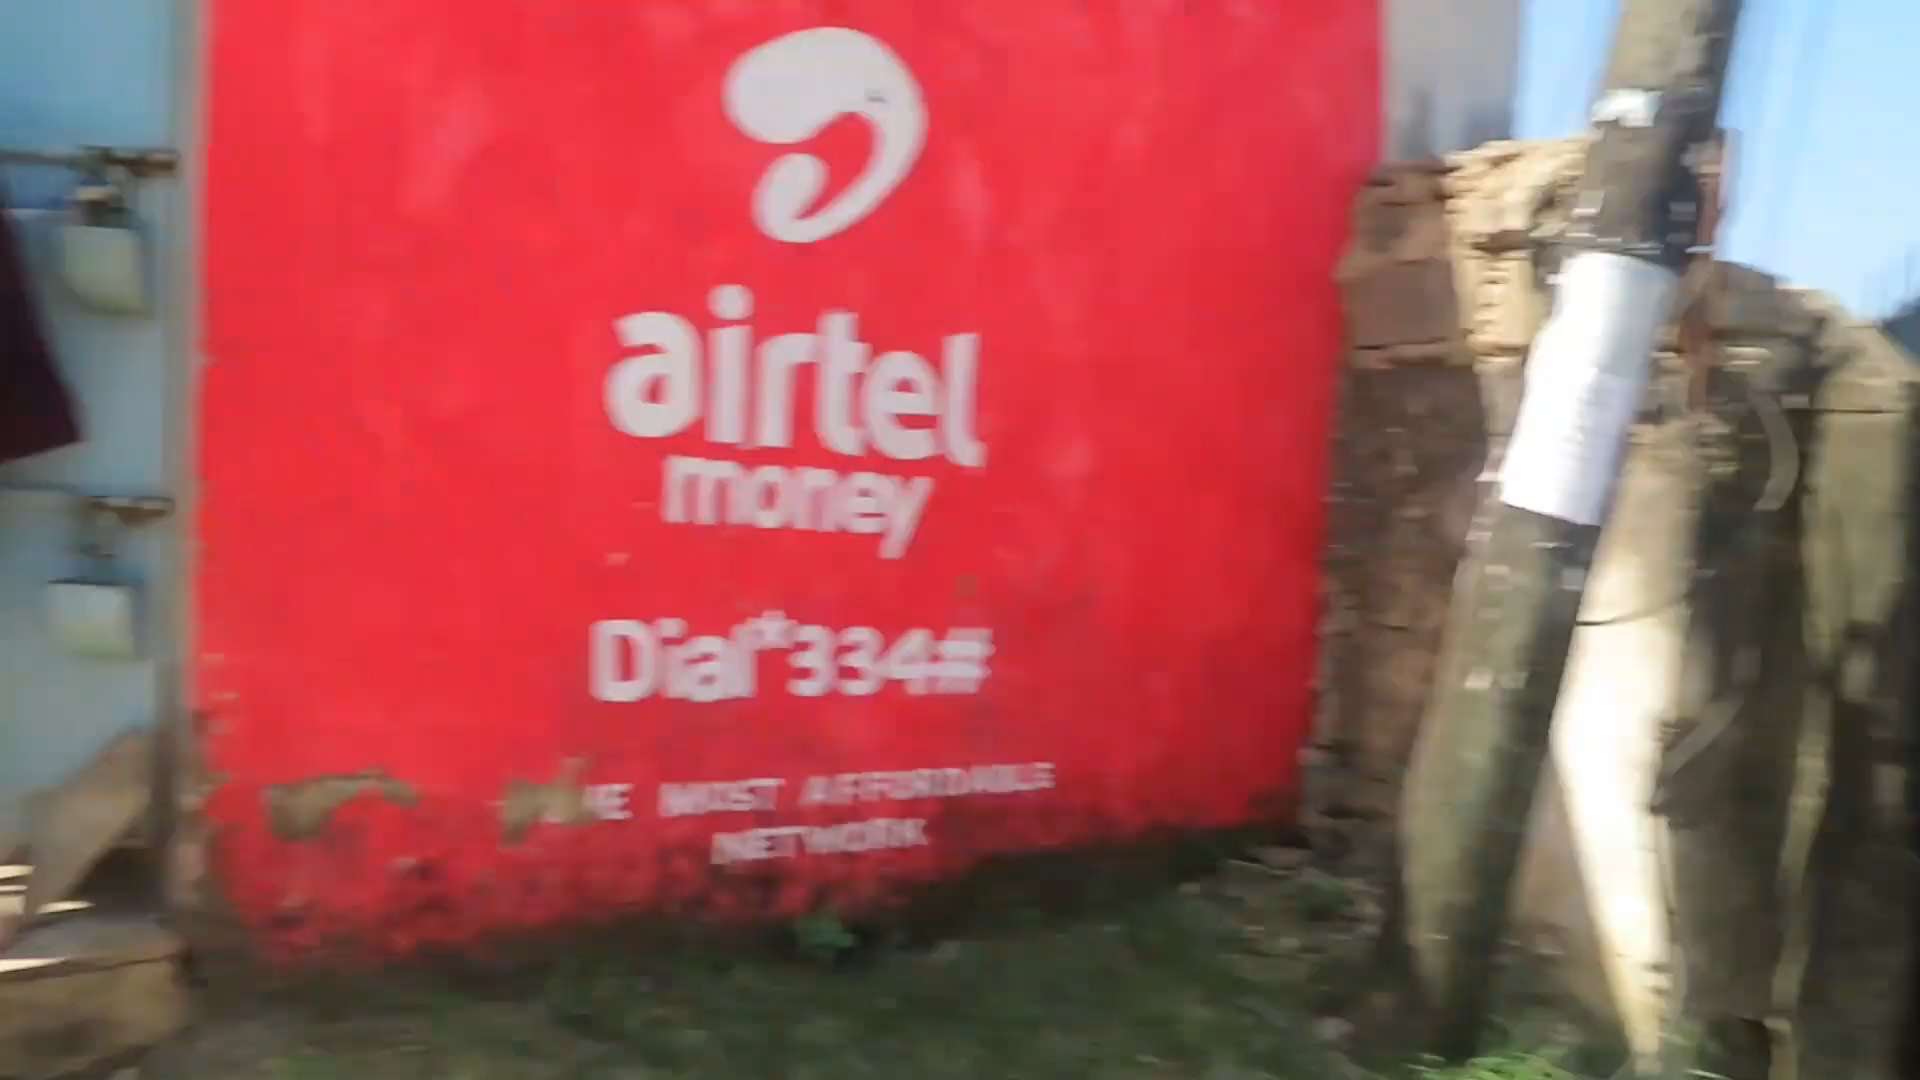 airtel
money
Dial*334#
MOST AFFORDABLE
NETWORK